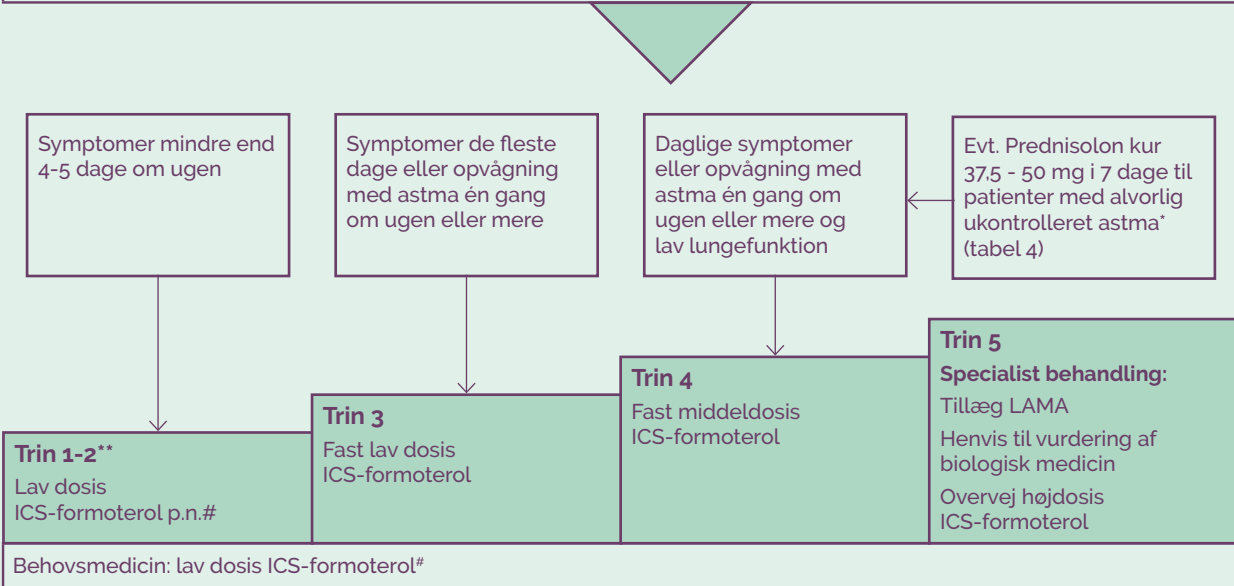 Symptomer mindre end
4-5 dage om ugen
Symptomer de fleste
dage eller opvågning
med astma én gang
om ugen eller mere
Daglige symptomer
eller opvågning med
astma én gang om
ugen eller mere og
lav lungefunktion
Evt. Prednisolon kur
37,5 - 50 mg i 7 dage til
patienter med alvorlig
ukontrolleret astma*
(tabel 4)
Trin 1-2**
Lav dosis
ICS-formoterol p.n.#
Trin 3
Fast lav dosis
ICS-formoterol
Trin 4
Fast middeldosis
ICS-formoterol
Trin 5
Specialist behandling:
Tillæg LAMA
Henvis til vurdering af
biologisk medicin
Overvej højdosis
ICS-formoterol
Behovsmedicin: lav dosis ICS-formoterol#